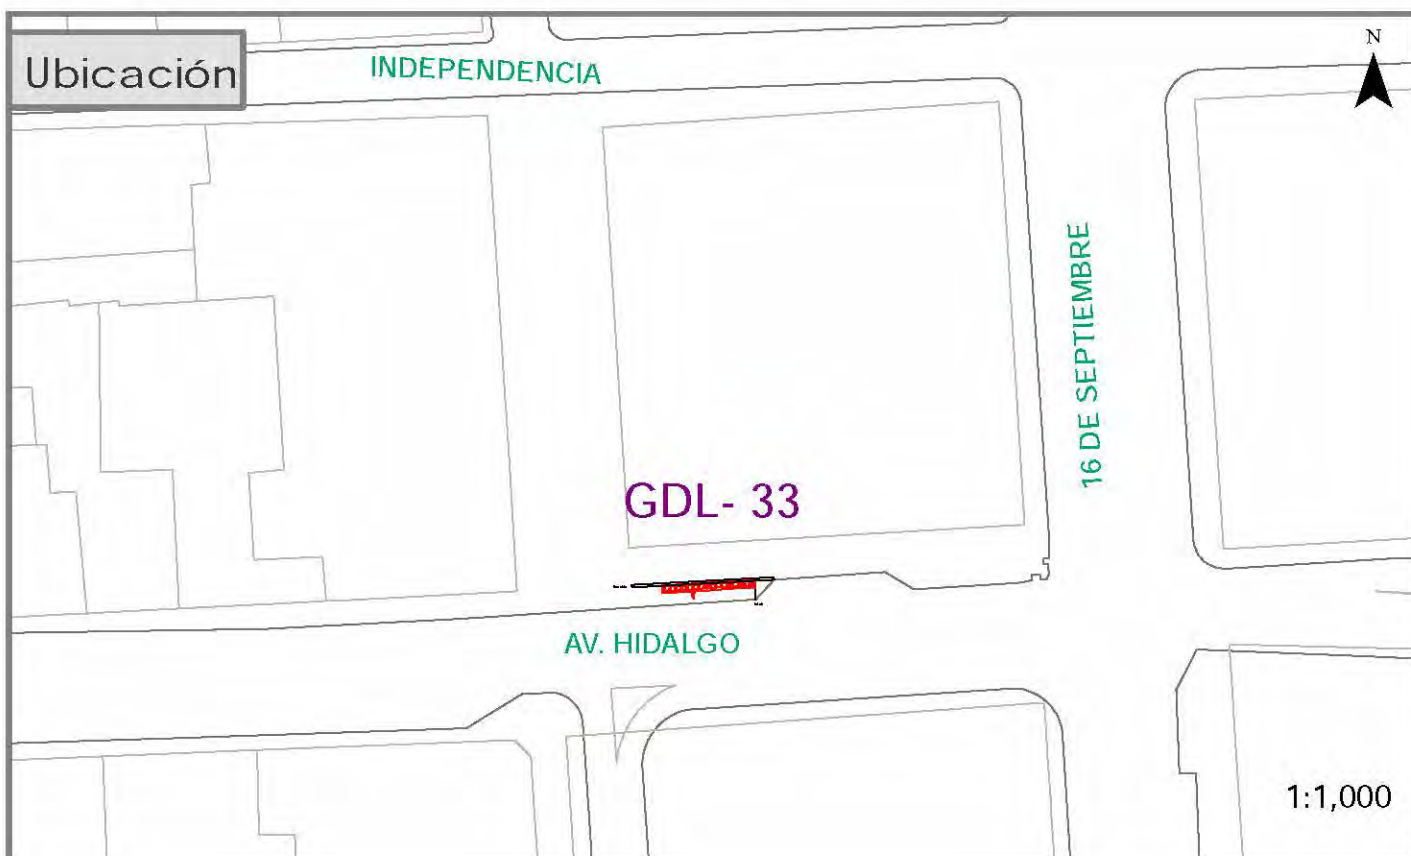 N
Ubicación
INDEPENDENCIA
16 DE SEPTIEMBRE
GDL- 33
AV. HIDALGO
1:1,000